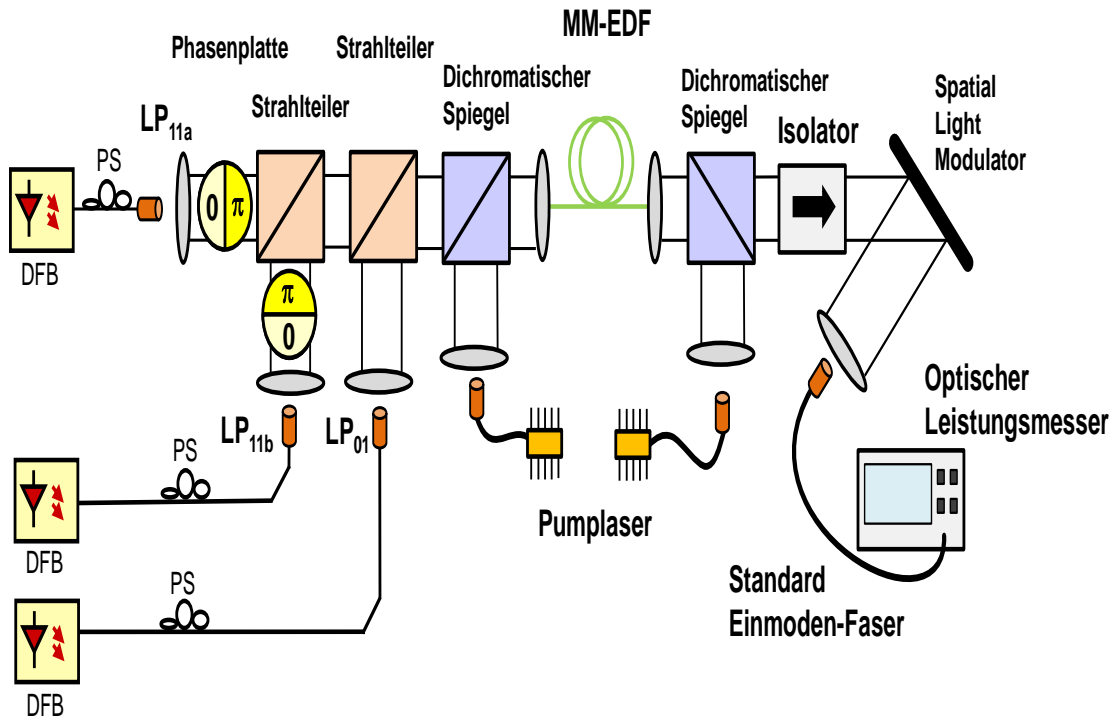 MM-EDF
Phasenplatte
Strahlteiler
Dichromatischer
Spiegel
Dichromatischer
Spiegel
Spatial
Light
Modulator
Strahlteiler
Isolator
LP11a
PS
0 π
DFB
π
0
LP11b
LP01
Optischer
Leistungsmesser
PS
DFB
Pumplaser
PS
DFB
Standard
Einmoden-Faser